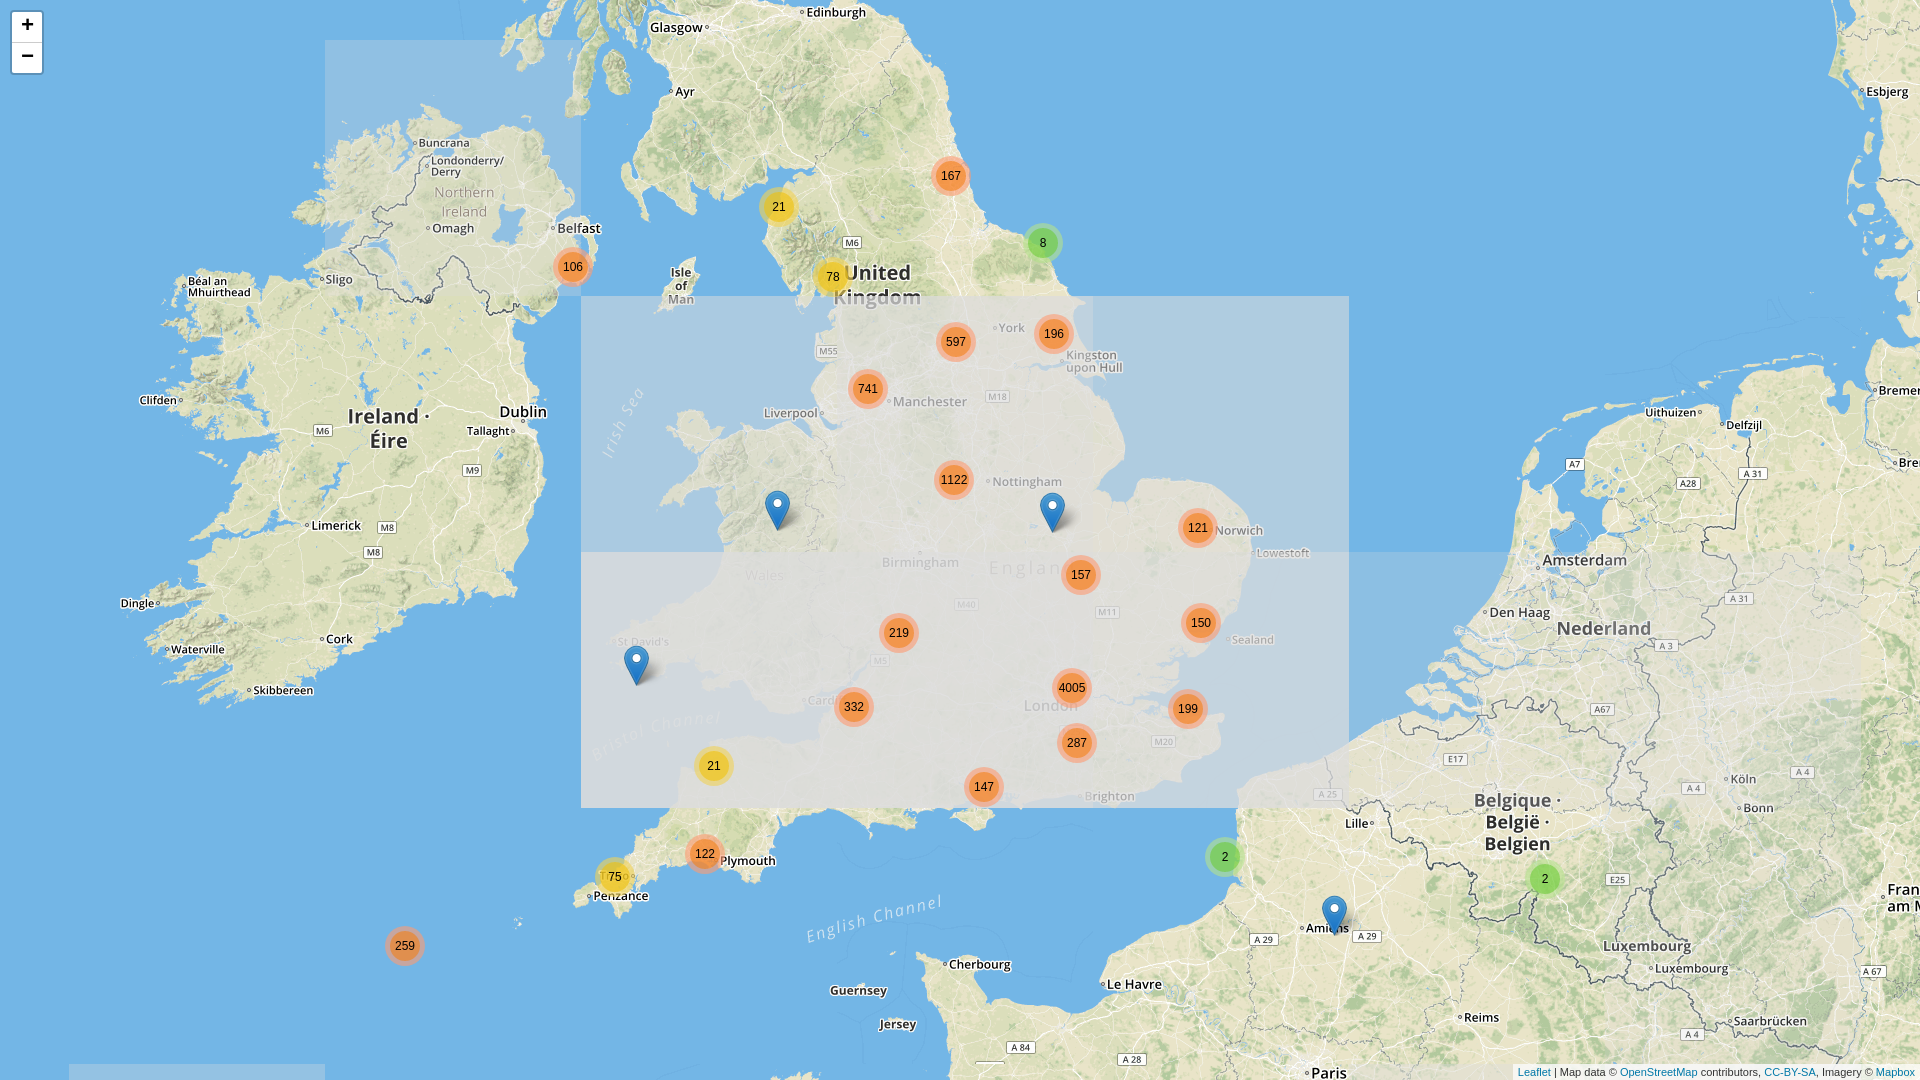 +
−
Glasgow
Edinburgh
Ayr
Esbjerg
Buncrana
Londonderry/
Derry
Northern
Ireland
Omagh
Belfast
106
Sligo
Béal an
Mhuirthead
167
21
M6
8
78
United
Kingdom
Isle
of
Man
York
196
597
M55
Kingston
upon Hull
741
Manchester
M18
Liverpool
Irish Sea
Clifden
Ireland ·
Éire
Dublin
Tallaght
M6
M9
Limerick
M8
M8
Dingle
Cork
Waterville
Skibbereen
1122
Nottingham
121
Norwich
Lowestoft
Birmingham
England
157
Wales
M40
M11
150
219
Sealand
St David's
M5
4005
London
332
199
287
M20
Bristol Channel
21
147
Brighton
122
Plymouth
75
Penzance
259
English Channel
Guernsey
Jersey
Cherbourg
Le Havre
2
Amiens
A 29
A 29
A 84
A 28
Paris
Reims
Lille
A 25
E17
Belgique ·
België ·
Belgien
2
E25
Luxembourg
Luxembourg
Saarbrücken
A 4
A 67
Fran
am M
Köln
Bonn
A 4
A 4
A67
A 3
Nederland
Den Haag
Amsterdam
A 31
A7
A28
A 31
Uithuizen
Delfzijl
Bremer
Bre
Leaflet | Map data © OpenStreetMap contributors, CC-BY-SA, Imagery © Mapbox